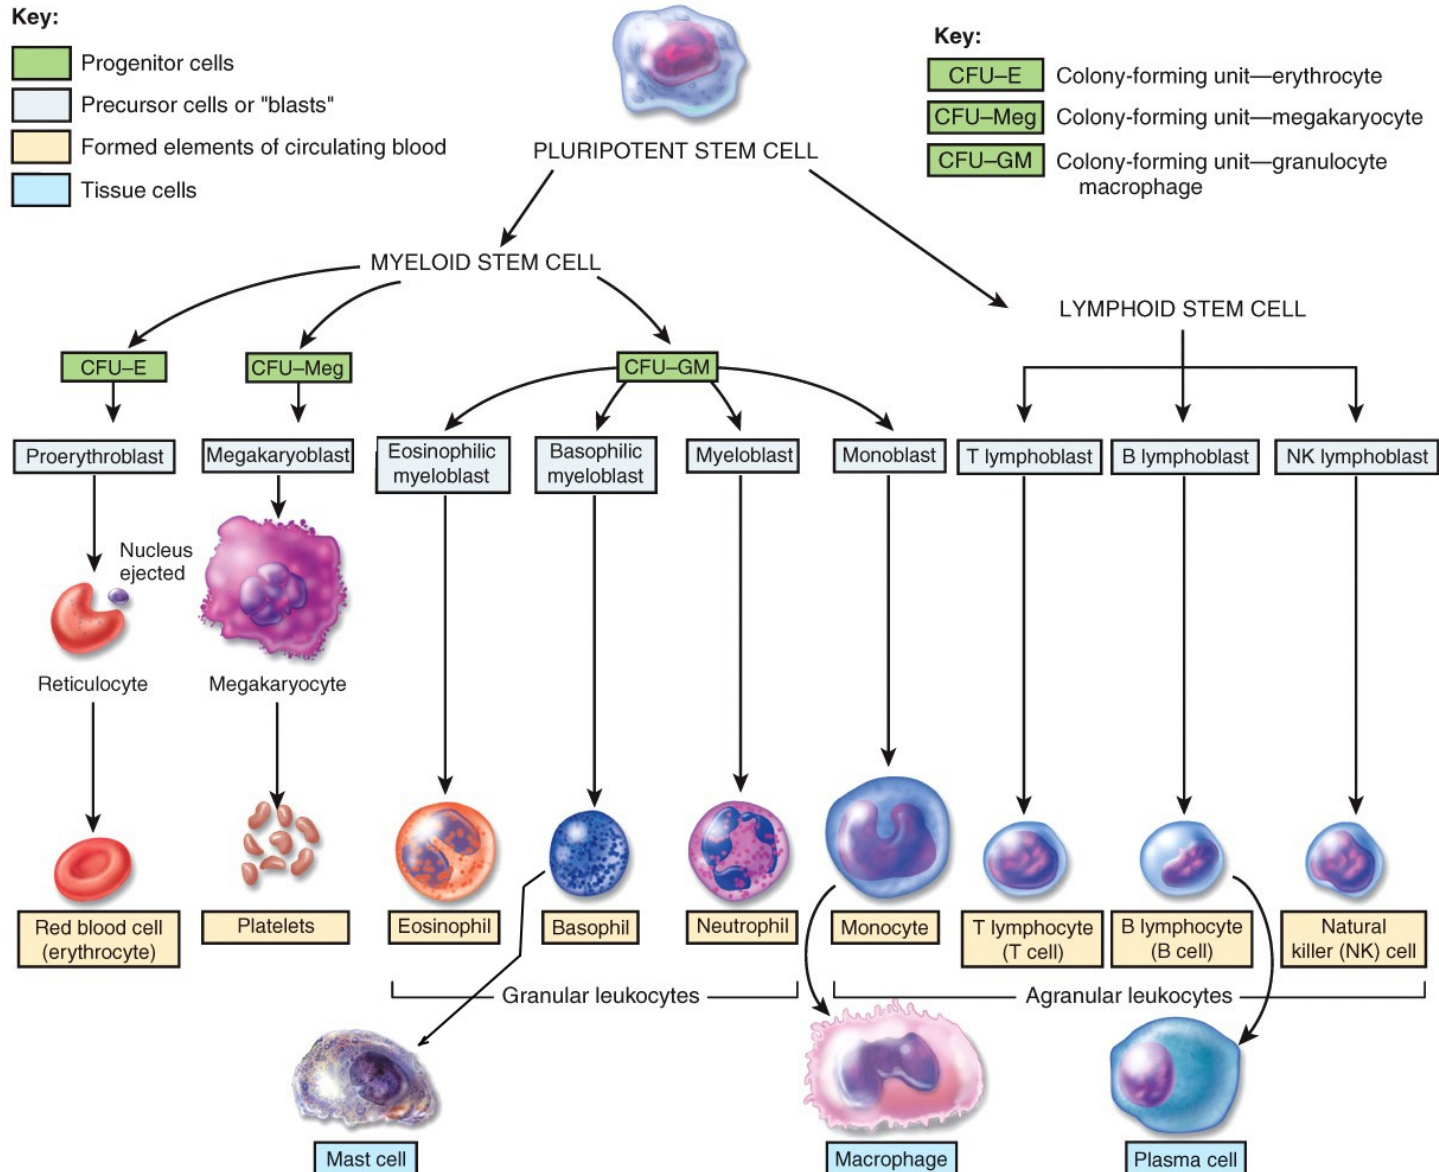 Key:
Progenitor cells
Precursor cells or "blasts"
Formed elements of circulating blood
Tissue cells
Key:
CFU–E Colony-forming unit—erythrocyte
CFU–Meg Colony-forming unit—megakaryocyte
CFU–GM Colony-forming unit—granulocyte
macrophage
PLURIPOTENT STEM CELL
MYELOID STEM CELL
LYMPHOID STEM CELL
CFU–E
CFU–Meg
CFU–GM
Proerythroblast
Megakaryoblast
Eosinophilic
myeloblast
Basophilic
myeloblast
Myeloblast
Monoblast
T lymphoblast
B lymphoblast
NK lymphoblast
Nucleus
ejected
Reticulocyte
Megakaryocyte
Red blood cell
(erythrocyte)
Platelets
Eosinophil
Basophil
Neutrophil
Monocyte
T lymphocyte
(T cell)
B lymphocyte
(B cell)
Natural
killer (NK) cell
Granular leukocytes
Agranular leukocytes
Mast cell
Macrophage
Plasma cell